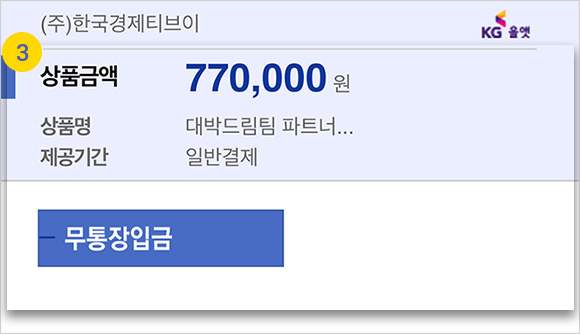 (주)한국경제티브이
KG 올앳
3
상품금액 770,000 원
상품명 대박드림팀 파트너...
제공기간 일반결제
무통장입금